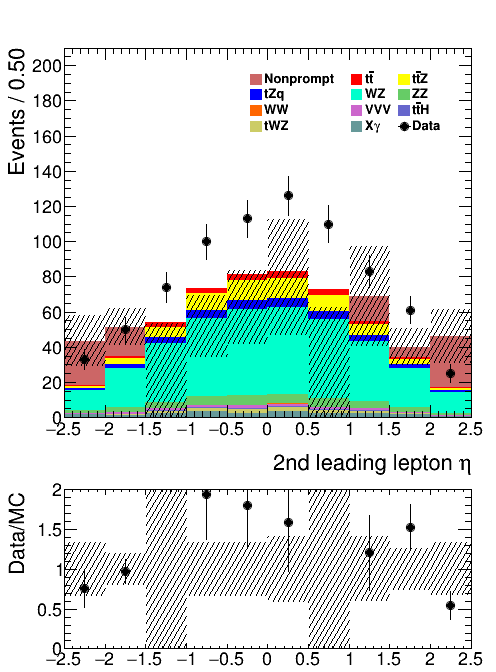 Events / 0.50
200
180
160
140
120
100
80
60
40
20
0
Nonprompt tt̄ tt̄Z
tZq WZ ZZ
WW VVV tt̄H
tWZ Xγ Data
−2.5 −2 −1.5 −1 −0.5 0 0.5 1 1.5 2 2.5
2nd leading lepton η
Data/MC
2
1.5
1
0.5
0
−2.5 −2 −1.5 −1 −0.5 0 0.5 1 1.5 2 2.5